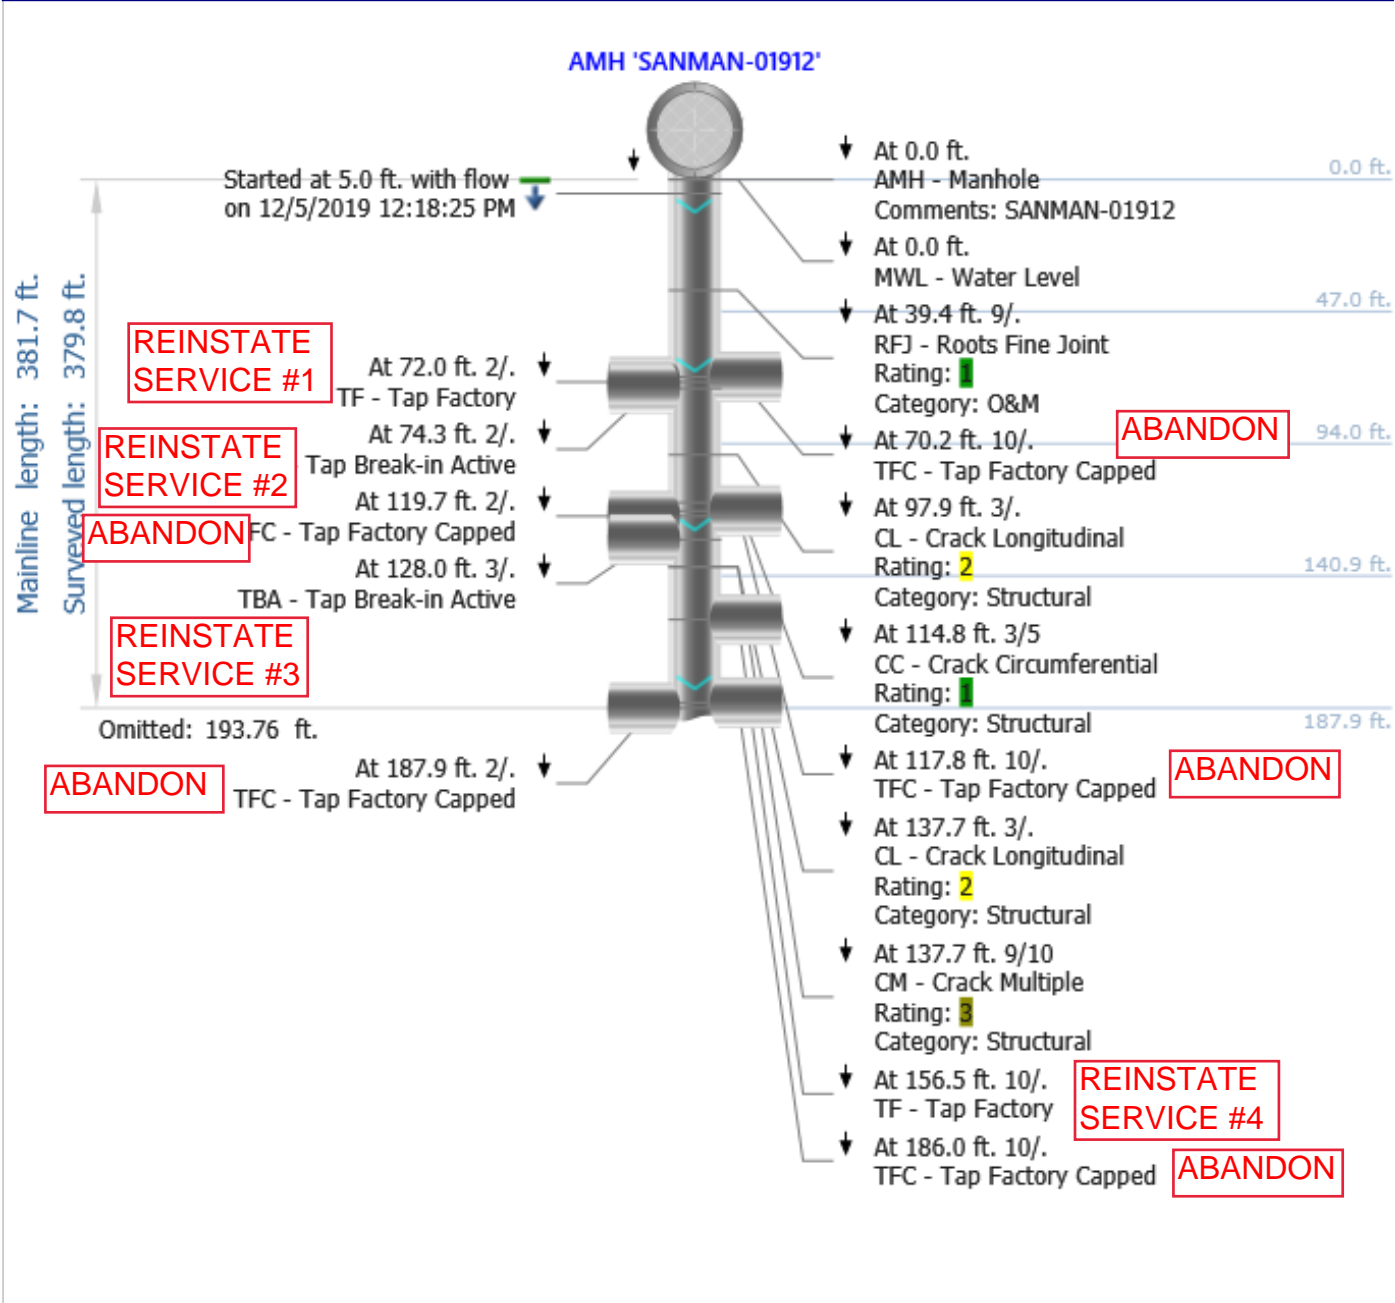 AMH 'SANMAN-01912'
Started at 5.0 ft. with flow
on 12/5/2019 12:18:25 PM
Mainline length: 381.7 ft.
Surveyed length: 379.8 ft.
REINSTATE
SERVICE #1
At 72.0 ft. 2/.
TF - Tap Factory
REINSTATE
SERVICE #2
At 74.3 ft. 2/.
Tap Break-in Active
ABANDON
At 119.7 ft. 2/.
FC - Tap Factory Capped
At 128.0 ft. 3/.
TBA - Tap Break-in Active
REINSTATE
SERVICE #3
Omitted: 193.76 ft.
ABANDON
At 187.9 ft. 2/.
TFC - Tap Factory Capped
At 0.0 ft.
AMH - Manhole
Comments: SANMAN-01912
At 0.0 ft.
MWL - Water Level
At 39.4 ft. 9/.
RFJ - Roots Fine Joint
Rating: 1
Category: O&M
At 70.2 ft. 10/.
TFC - Tap Factory Capped
ABANDON
At 97.9 ft. 3/.
CL - Crack Longitudinal
Rating: 2
Category: Structural
At 114.8 ft. 3/5
CC - Crack Circumferential
Rating: 1
Category: Structural
At 117.8 ft. 10/.
TFC - Tap Factory Capped
ABANDON
At 137.7 ft. 3/.
CL - Crack Longitudinal
Rating: 2
Category: Structural
At 137.7 ft. 9/10
CM - Crack Multiple
Rating: 3
Category: Structural
At 156.5 ft. 10/.
TF - Tap Factory
REINSTATE
SERVICE #4
At 186.0 ft. 10/.
TFC - Tap Factory Capped
ABANDON
0.0 ft.
47.0 ft.
94.0 ft.
140.9 ft.
187.9 ft.